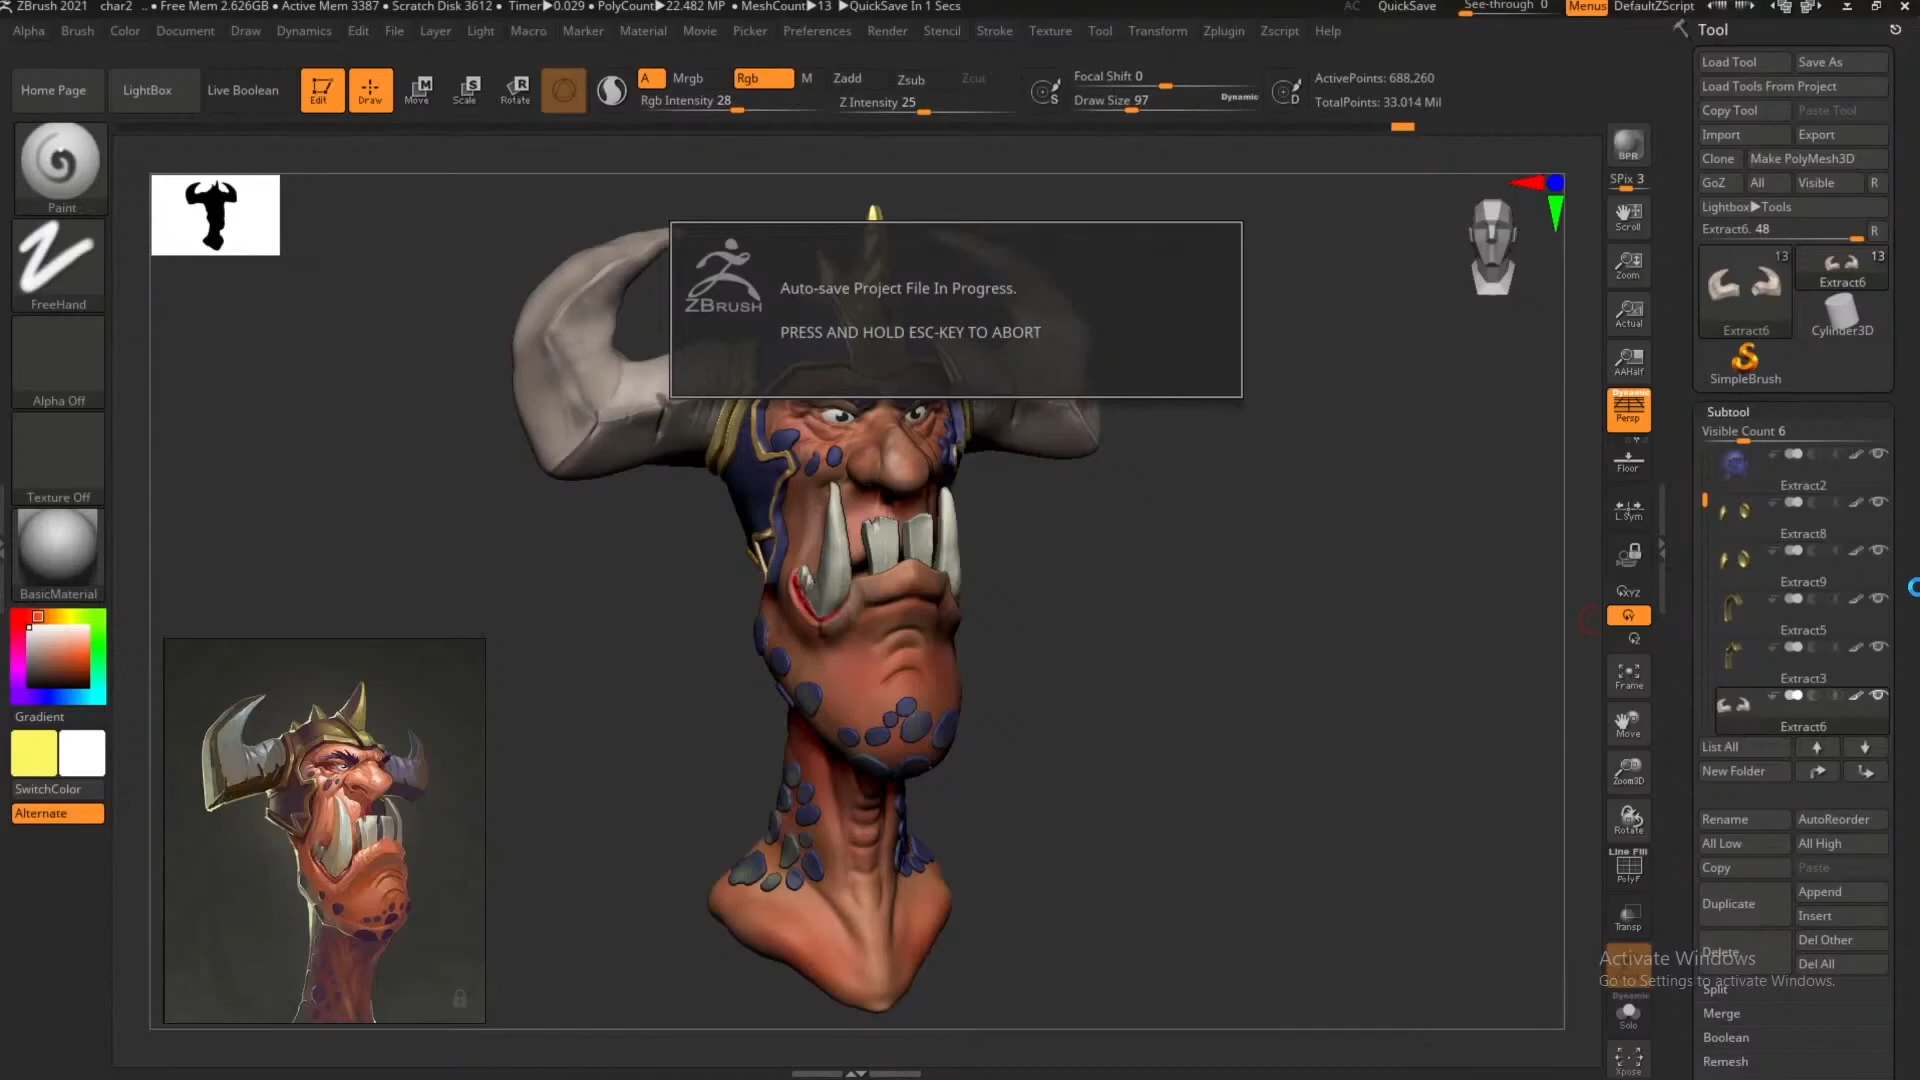 ZBrush 2021 char2 .. • Free Mem 2.626GB • Active Mem 3387 • Scratch Disk 3612 • Timer▶0.029 • PolyCount▶22.482 MP • MeshCount▶13 ▶QuickSave In 1 Secs AC QuickSave See-through 0 Menus DefaultZScript
Alpha Brush Color Document Draw Dynamics Edit File Layer Light Macro Marker Material Movie Picker Preferences Render Stencil Stroke Texture Tool Transform Zplugin Zscript Help
Home Page LightBox Live Boolean Edit Draw Move Scale Rotate
A Mrgb Rgb M Zadd Zsub Zcut
Rgb Intensity 28 Z Intensity 25
Focal Shift 0
Draw Size 97 Dynamic
S
D
ActivePoints: 688,260
TotalPoints: 33.014 Mil
Paint
FreeHand
Alpha Off
Texture Off
BasicMaterial
Gradient
SwitchColor
Alternate
ZBRUSH
Auto-save Project File In Progress.
PRESS AND HOLD ESC-KEY TO ABORT
BPR
SPix 3
Scroll
Zoom
Actual
AAHalf
Dynamic
Persp
Floor
L.Sym
XYZ
Y
Z
Frame
Move
Zoom3D
Rotate
Line Fill
PolyF
Transp
Dynamic
Solo
Xpose
Tool
Load Tool Save As
Load Tools From Project
Copy Tool Paste Tool
Import Export
Clone Make PolyMesh3D
GoZ All Visible R
Lightbox▶Tools
Extract6. 48 R
13 13
Extract6
Extract6 Cylinder3D
SimpleBrush
Subtool
Visible Count 6
Extract2
Extract8
Extract9
Extract5
Extract3
Extract6
List All
New Folder
Rename AutoReorder
All Low All High
Copy Paste
Duplicate Append
Insert
Delete Del Other
Del All
Activate Windows
Go to Settings to activate Windows.
Split
Merge
Boolean
Remesh